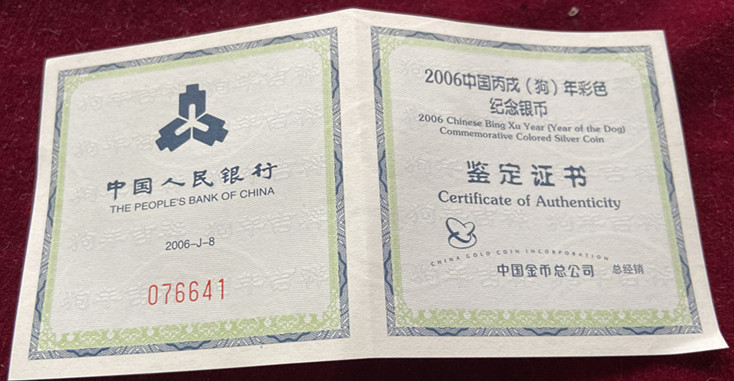 中国人民银行
THE PEOPLE'S BANK OF CHINA
2006-J-8
076641
2006中国丙戌（狗）年彩色
纪念银币
2006 Chinese Bing Xu Year (Year of the Dog)
Commemorative Colored Silver Coin
鉴定证书
Certificate of Authenticity
CHINA GOLD COIN INCORPORATION
中国金币总公司 总经销